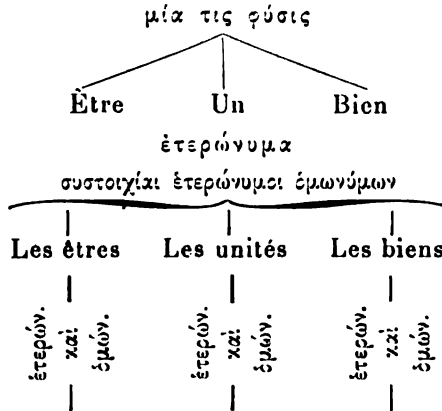 μία τις φύσις
Être Un Bien
ἑτερώνυμα
συστοιχίαι ἑτερώνυμοι ὁμωνύμων
Les êtres Les unités Les biens
ἑτερών. ἑτερών. ἑτερών.
καὶ καὶ καὶ
ὁμών. ὁμών. ὁμών.